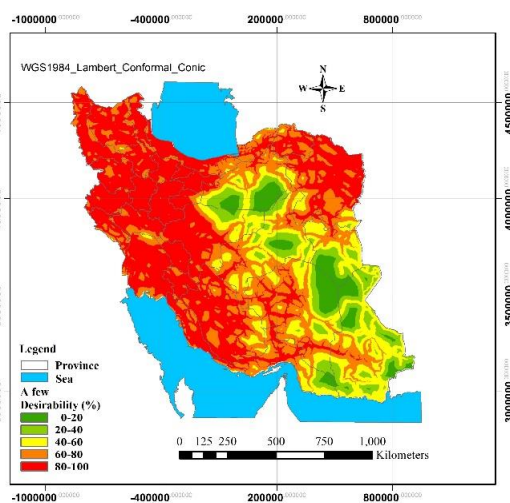 -1000000 -400000 200000 800000
WGS1984_Lambert_Conformal_Conic
N
W E
S
4500000
4000000
3500000
3000000
Legend
Province
Sea
A few
Desirability (%)
0-20
20-40
40-60
60-80
80-100
0 125 250 500 750 1,000
Kilometers
-1000000 -400000 200000 800000